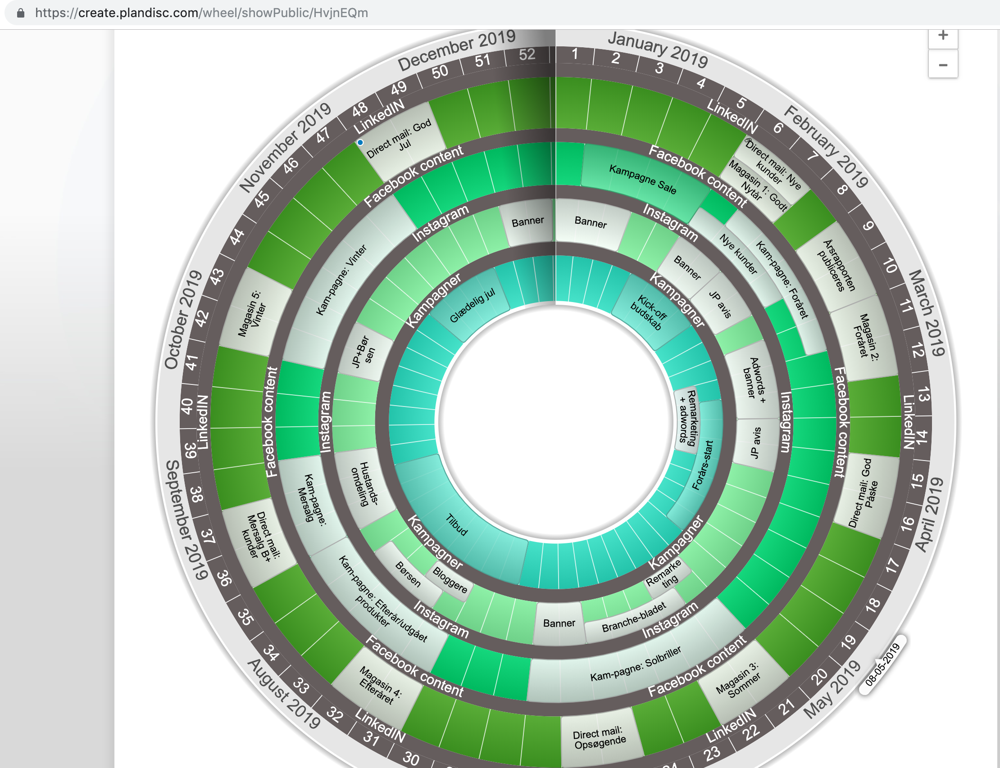 https://create.plandisc.com/wheel/showPublic/HvjnEQm
+
−
January 2019
February 2019
March 2019
April 2019
08-05-2019
May 2019
August 2019
September 2019
October 2019
November 2019
December 2019
1
2
3
4
5
6
7
8
9
10
11
12
13
14
15
16
17
18
19
20
21
22
23
30
31
32
33
34
35
36
37
38
39
40
41
42
43
44
45
46
47
48
49
50
51
52
LinkedIN
Direct mail: Nye
kunder
Magasin 1: Godt
Nytår
Årsrapporten
publiceres
Magasin 2:
Foråret
LinkedIN
Direct mail: God
Påske
Magasin 3:
Sommer
LinkedIN
Direct mail:
Opsøgende
LinkedIN
Magasin 4:
Efteråret
Direct mail:
Mersalg B+
kunder
LinkedIN
Magasin 5:
Vinter
LinkedIN
Direct mail: God
Jul
Facebook content
Kampagne Sale
Nye kunder
Kam-pagne: Foråret
Facebook content
Facebook content
Kam-pagne: Solbriller
Facebook content
Kam-pagne: Efterår/udgået
produkter
Kam-pagne:
Mersalg
Facebook content
Kam-pagne: Vinter
Facebook content
Instagram
Banner
Banner
JP avis
Adwords +
banner
Instagram
JP avis
Remarke
ting
Branche-bladet
Instagram
Banner
Instagram
Bloggere
Børsen
Hustands-
omdeling
Instagram
JP+Bør
sen
Instagram
Banner
Kampagner
Kick-off
budskab
Remarketing
+ adwords
Forårs-start
Kampagner
Kampagner
Tilbud
Kampagner
Glædelig jul